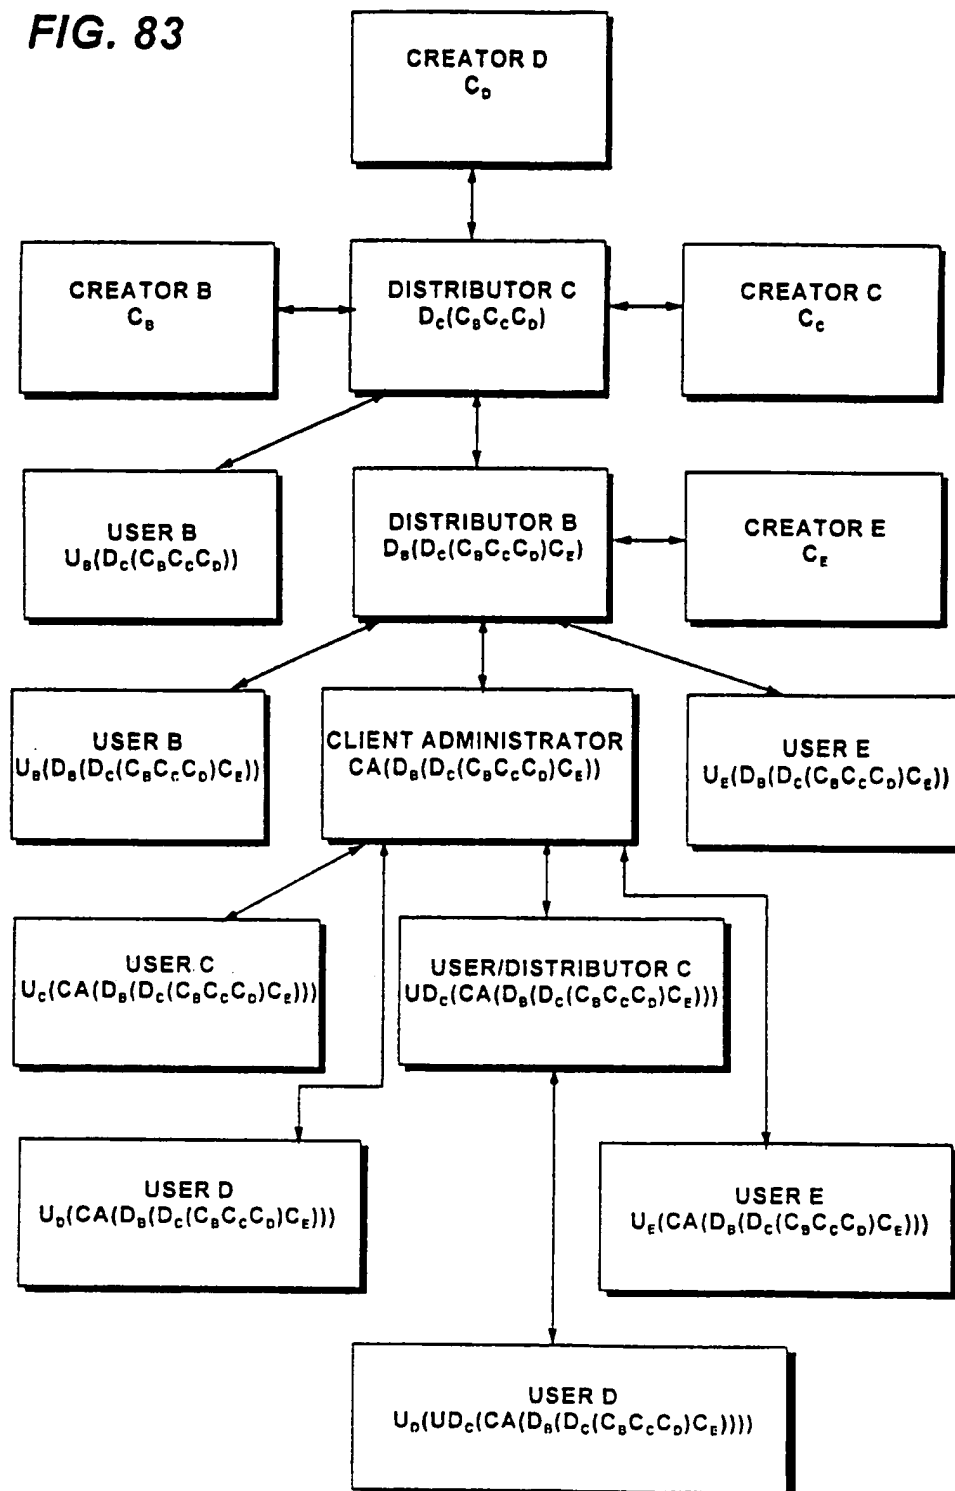 FIG. 83
CREATOR D
C_D
CREATOR B
C_B
DISTRIBUTOR C
D_C(C_BC_CC_D)
CREATOR C
C_C
USER B
U_B(D_C(C_BC_CC_D))
DISTRIBUTOR B
D_B(D_C(C_BC_CC_D)C_E)
CREATOR E
C_E
USER B
U_B(D_B(D_C(C_BC_CC_D)C_E))
CLIENT ADMINISTRATOR
CA(D_B(D_C(C_BC_CC_D)C_E))
USER E
U_E(D_B(D_C(C_BC_CC_D)C_E))
USER C
U_C(CA(D_B(D_C(C_BC_CC_D)C_E)))
USER/DISTRIBUTOR C
UD_C(CA(D_B(D_C(C_BC_CC_D)C_E)))
USER D
U_D(CA(D_B(D_C(C_BC_CC_D)C_E)))
USER E
U_E(CA(D_B(D_C(C_BC_CC_D)C_E)))
USER D
U_D(UD_C(CA(D_B(D_C(C_BC_CC_D)C_E))))